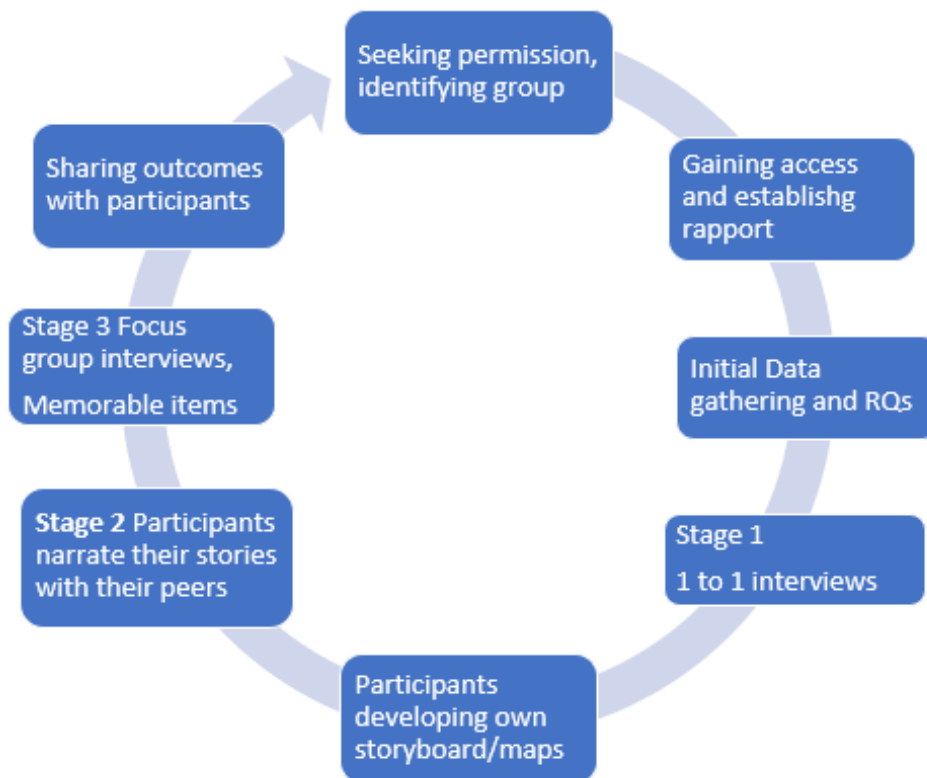 Seeking permission,
identifying group
Gaining access
and establishg
rapport
Initial Data
gathering and RQs
Stage 1
1 to 1 interviews
Participants
developing own
storyboard/maps
Stage 2 Participants
narrate their stories
with their peers
Stage 3 Focus
group interviews,
Memorable items
Sharing outcomes
with participants